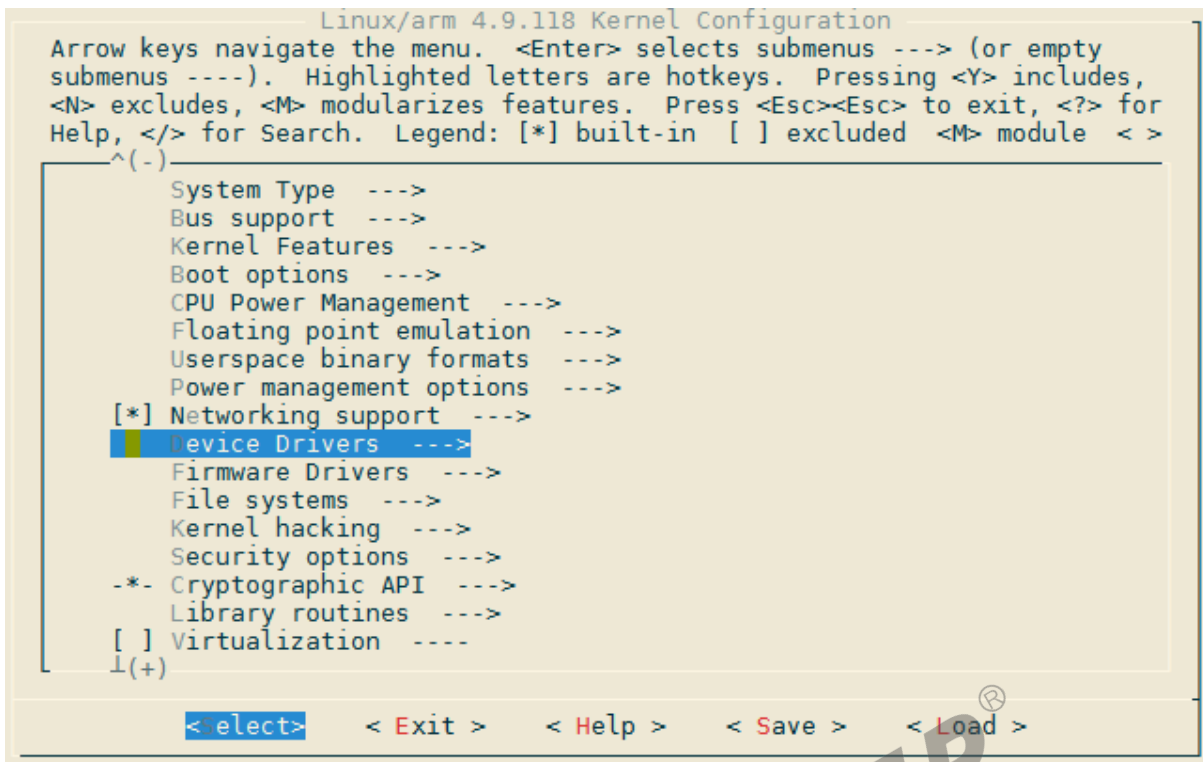 Linux/arm 4.9.118 Kernel Configuration
Arrow keys navigate the menu.  <Enter> selects submenus ---> (or empty
submenus ----).  Highlighted letters are hotkeys.  Pressing <Y> includes,
<N> excludes, <M> modularizes features.  Press <Esc><Esc> to exit, <?> for
Help, </> for Search.  Legend: [*] built-in  [ ] excluded  <M> module  < >
^(-)
System Type  --->
Bus support  --->
Kernel Features  --->
Boot options  --->
CPU Power Management  --->
Floating point emulation  --->
Userspace binary formats  --->
Power management options  --->
[*] Networking support  --->
Device Drivers  --->
Firmware Drivers  --->
File systems  --->
Kernel hacking  --->
Security options  --->
-*- Cryptographic API  --->
Library routines  --->
[ ] Virtualization  ----
┴(+)
<Select>    < Exit >    < Help >    < Save >    < Load >
®